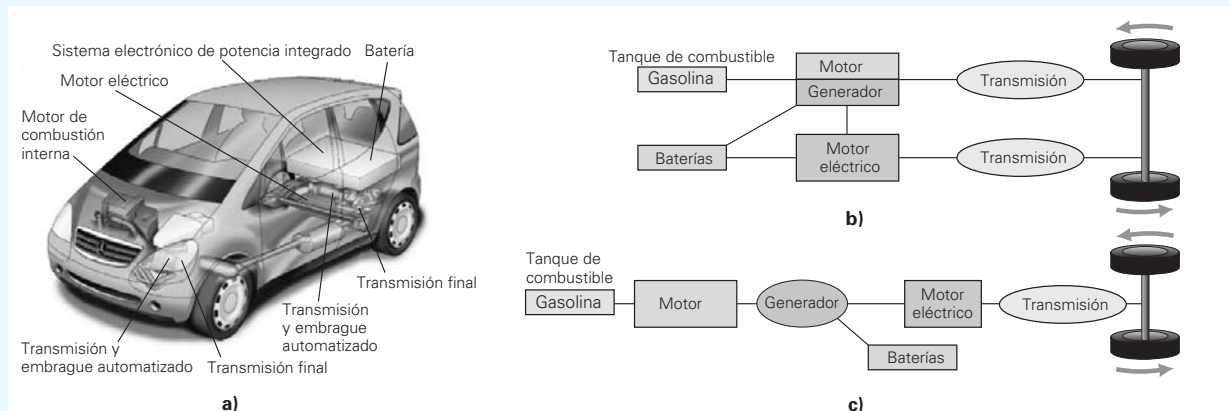 Sistema electrónico de potencia integrado
Batería
Motor eléctrico
Motor de
combustión
interna
Transmisión final
Transmisión
y embrague
automatizado
Transmisión y
embrague automatizado
Transmisión final
a)
Tanque de combustible
Gasolina
Motor
Generador
Transmisión
Baterías
Motor
eléctrico
Transmisión
b)
Tanque de
combustible
Gasolina
Motor
Generador
Motor
eléctrico
Transmisión
Baterías
c)